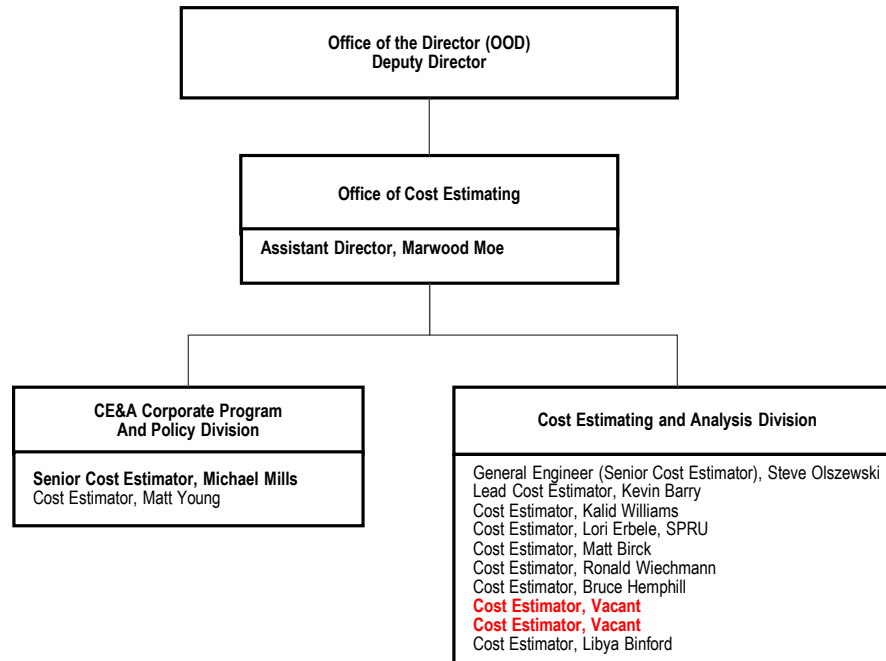 Office of the Director (OOD)
Deputy Director
Office of Cost Estimating
Assistant Director, Marwood Moe
CE&A Corporate Program
And Policy Division
Senior Cost Estimator, Michael Mills
Cost Estimator, Matt Young
Cost Estimating and Analysis Division
General Engineer (Senior Cost Estimator), Steve Olszewski
Lead Cost Estimator, Kevin Barry
Cost Estimator, Kalid Williams
Cost Estimator, Lori Erbele, SPRU
Cost Estimator, Matt Birck
Cost Estimator, Ronald Wiechmann
Cost Estimator, Bruce Hemphill
Cost Estimator, Vacant
Cost Estimator, Vacant
Cost Estimator, Libya Binford